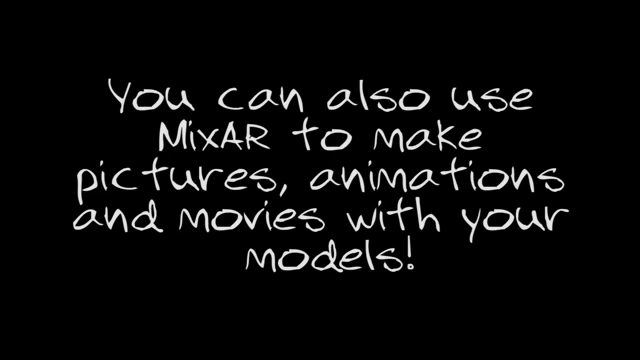 You can also use
MixAR to make
pictures, animations
and movies with your
models!